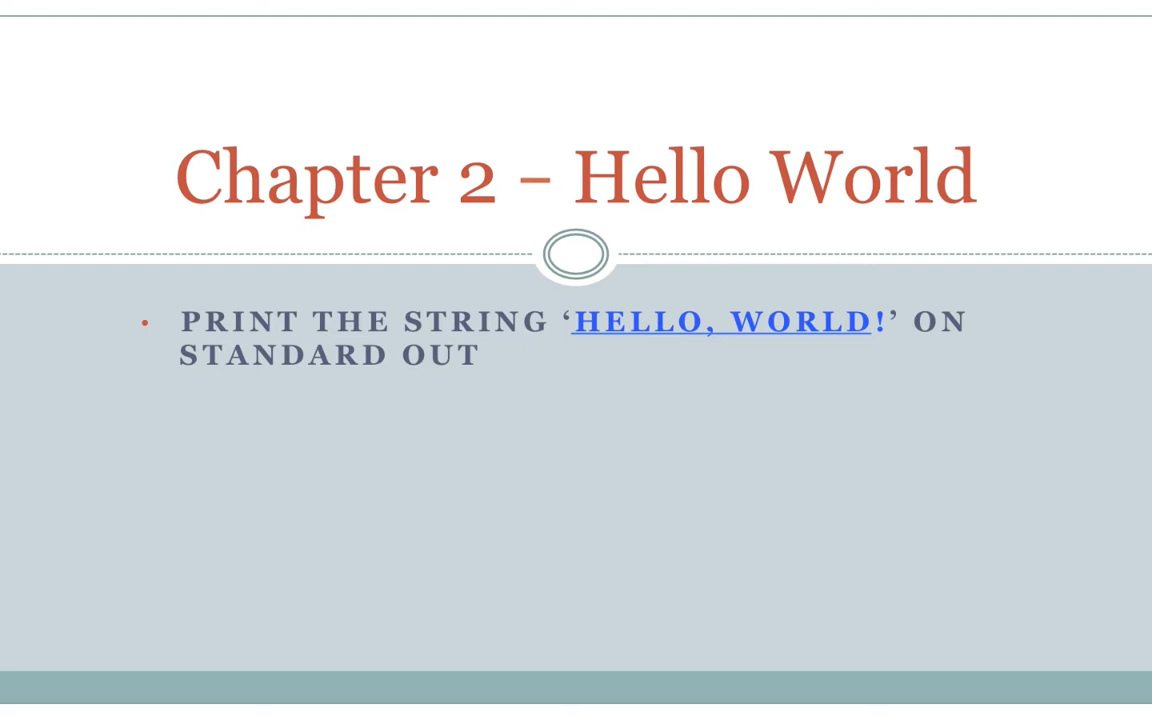 Chapter 2 – Hello World
• PRINT THE STRING ‘HELLO, WORLD!’ ON
STANDARD OUT